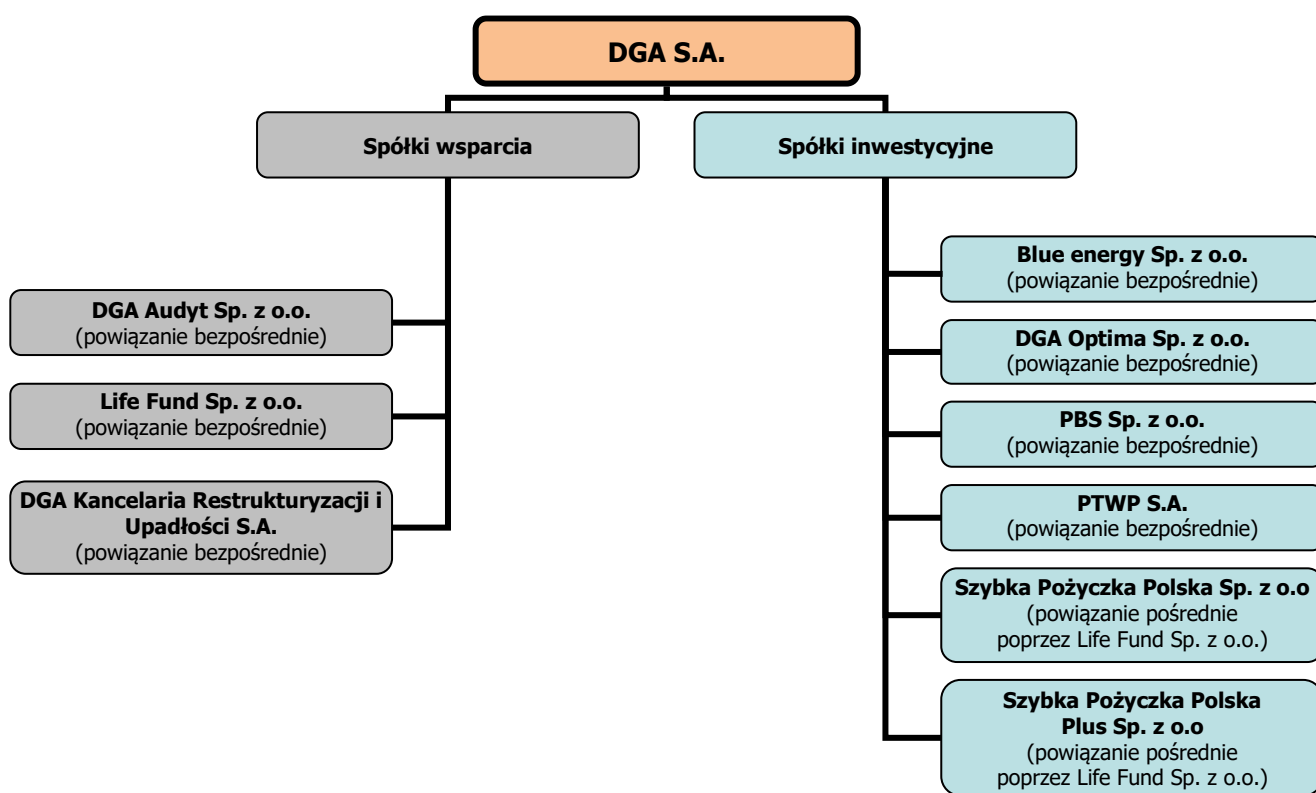 DGA S.A.
Spółki wsparcia
Spółki inwestycyjne
DGA Audyt Sp. z o.o.
(powiązanie bezpośrednie)
Life Fund Sp. z o.o.
(powiązanie bezpośrednie)
DGA Kancelaria Restrukturyzacji i
Upadłości S.A.
(powiązanie bezpośrednie)
Blue energy Sp. z o.o.
(powiązanie bezpośrednie)
DGA Optima Sp. z o.o.
(powiązanie bezpośrednie)
PBS Sp. z o.o.
(powiązanie bezpośrednie)
PTWP S.A.
(powiązanie bezpośrednie)
Szybka Pożyczka Polska Sp. z o.o
(powiązanie pośrednie
poprzez Life Fund Sp. z o.o.)
Szybka Pożyczka Polska
Plus Sp. z o.o
(powiązanie pośrednie
poprzez Life Fund Sp. z o.o.)